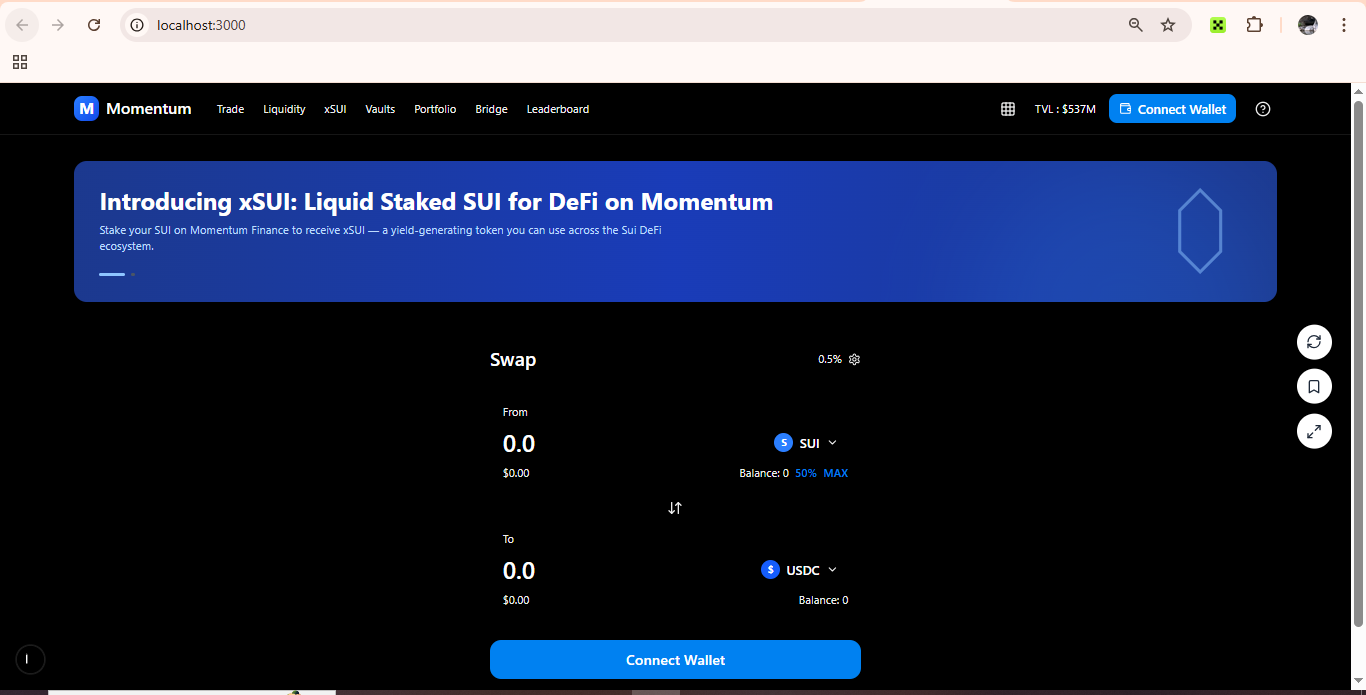 localhost:3000
M Momentum Trade Liquidity xSUI Vaults Portfolio Bridge Leaderboard TVL : $537M Connect Wallet
Introducing xSUI: Liquid Staked SUI for DeFi on Momentum
Stake your SUI on Momentum Finance to receive xSUI — a yield-generating token you can use across the Sui DeFi
ecosystem.
Swap 0.5%
From
0.0 S SUI
$0.00 Balance: 0 50% MAX
To
0.0 $ USDC
$0.00 Balance: 0
Connect Wallet